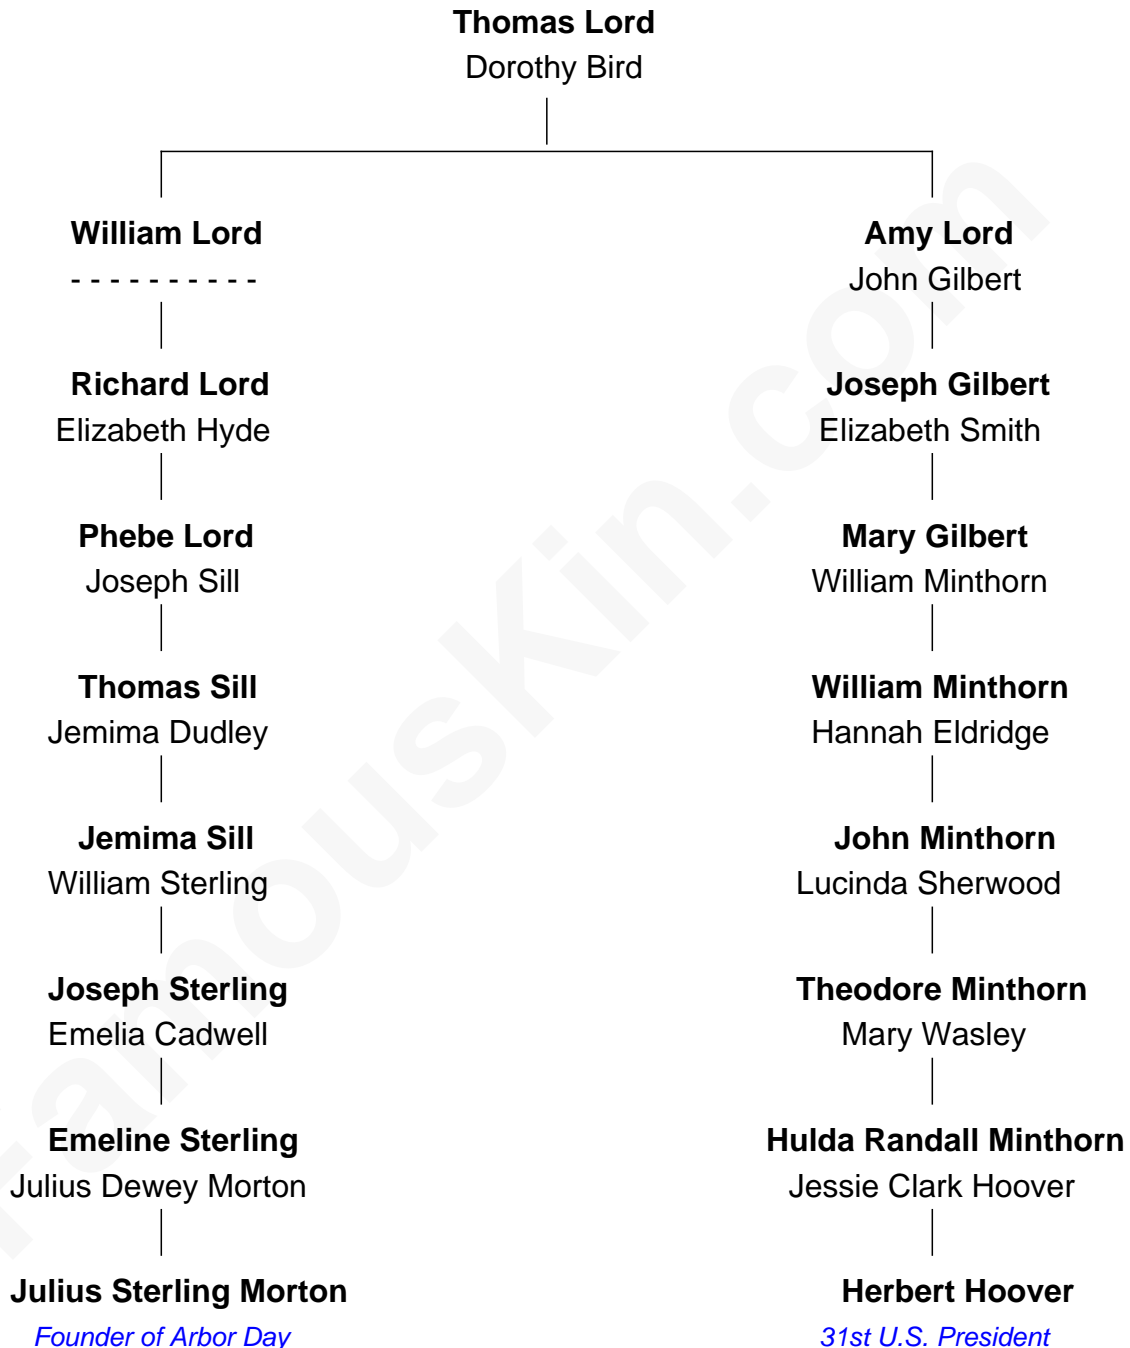 Thomas Lord
Dorothy Bird
William Lord
Amy Lord
- - - - - - - - - -
John Gilbert
Richard Lord
Joseph Gilbert
Elizabeth Hyde
Elizabeth Smith
Phebe Lord
Mary Gilbert
Joseph Sill
William Minthorn
Thomas Sill
William Minthorn
Jemima Dudley
Hannah Eldridge
Jemima Sill
John Minthorn
William Sterling
Lucinda Sherwood
Joseph Sterling
Theodore Minthorn
Emelia Cadwell
Mary Wasley
Emeline Sterling
Hulda Randall Minthorn
Julius Dewey Morton
Jessie Clark Hoover
Julius Sterling Morton
Herbert Hoover
Founder of Arbor Day
31st U.S. President
FamousKin.com